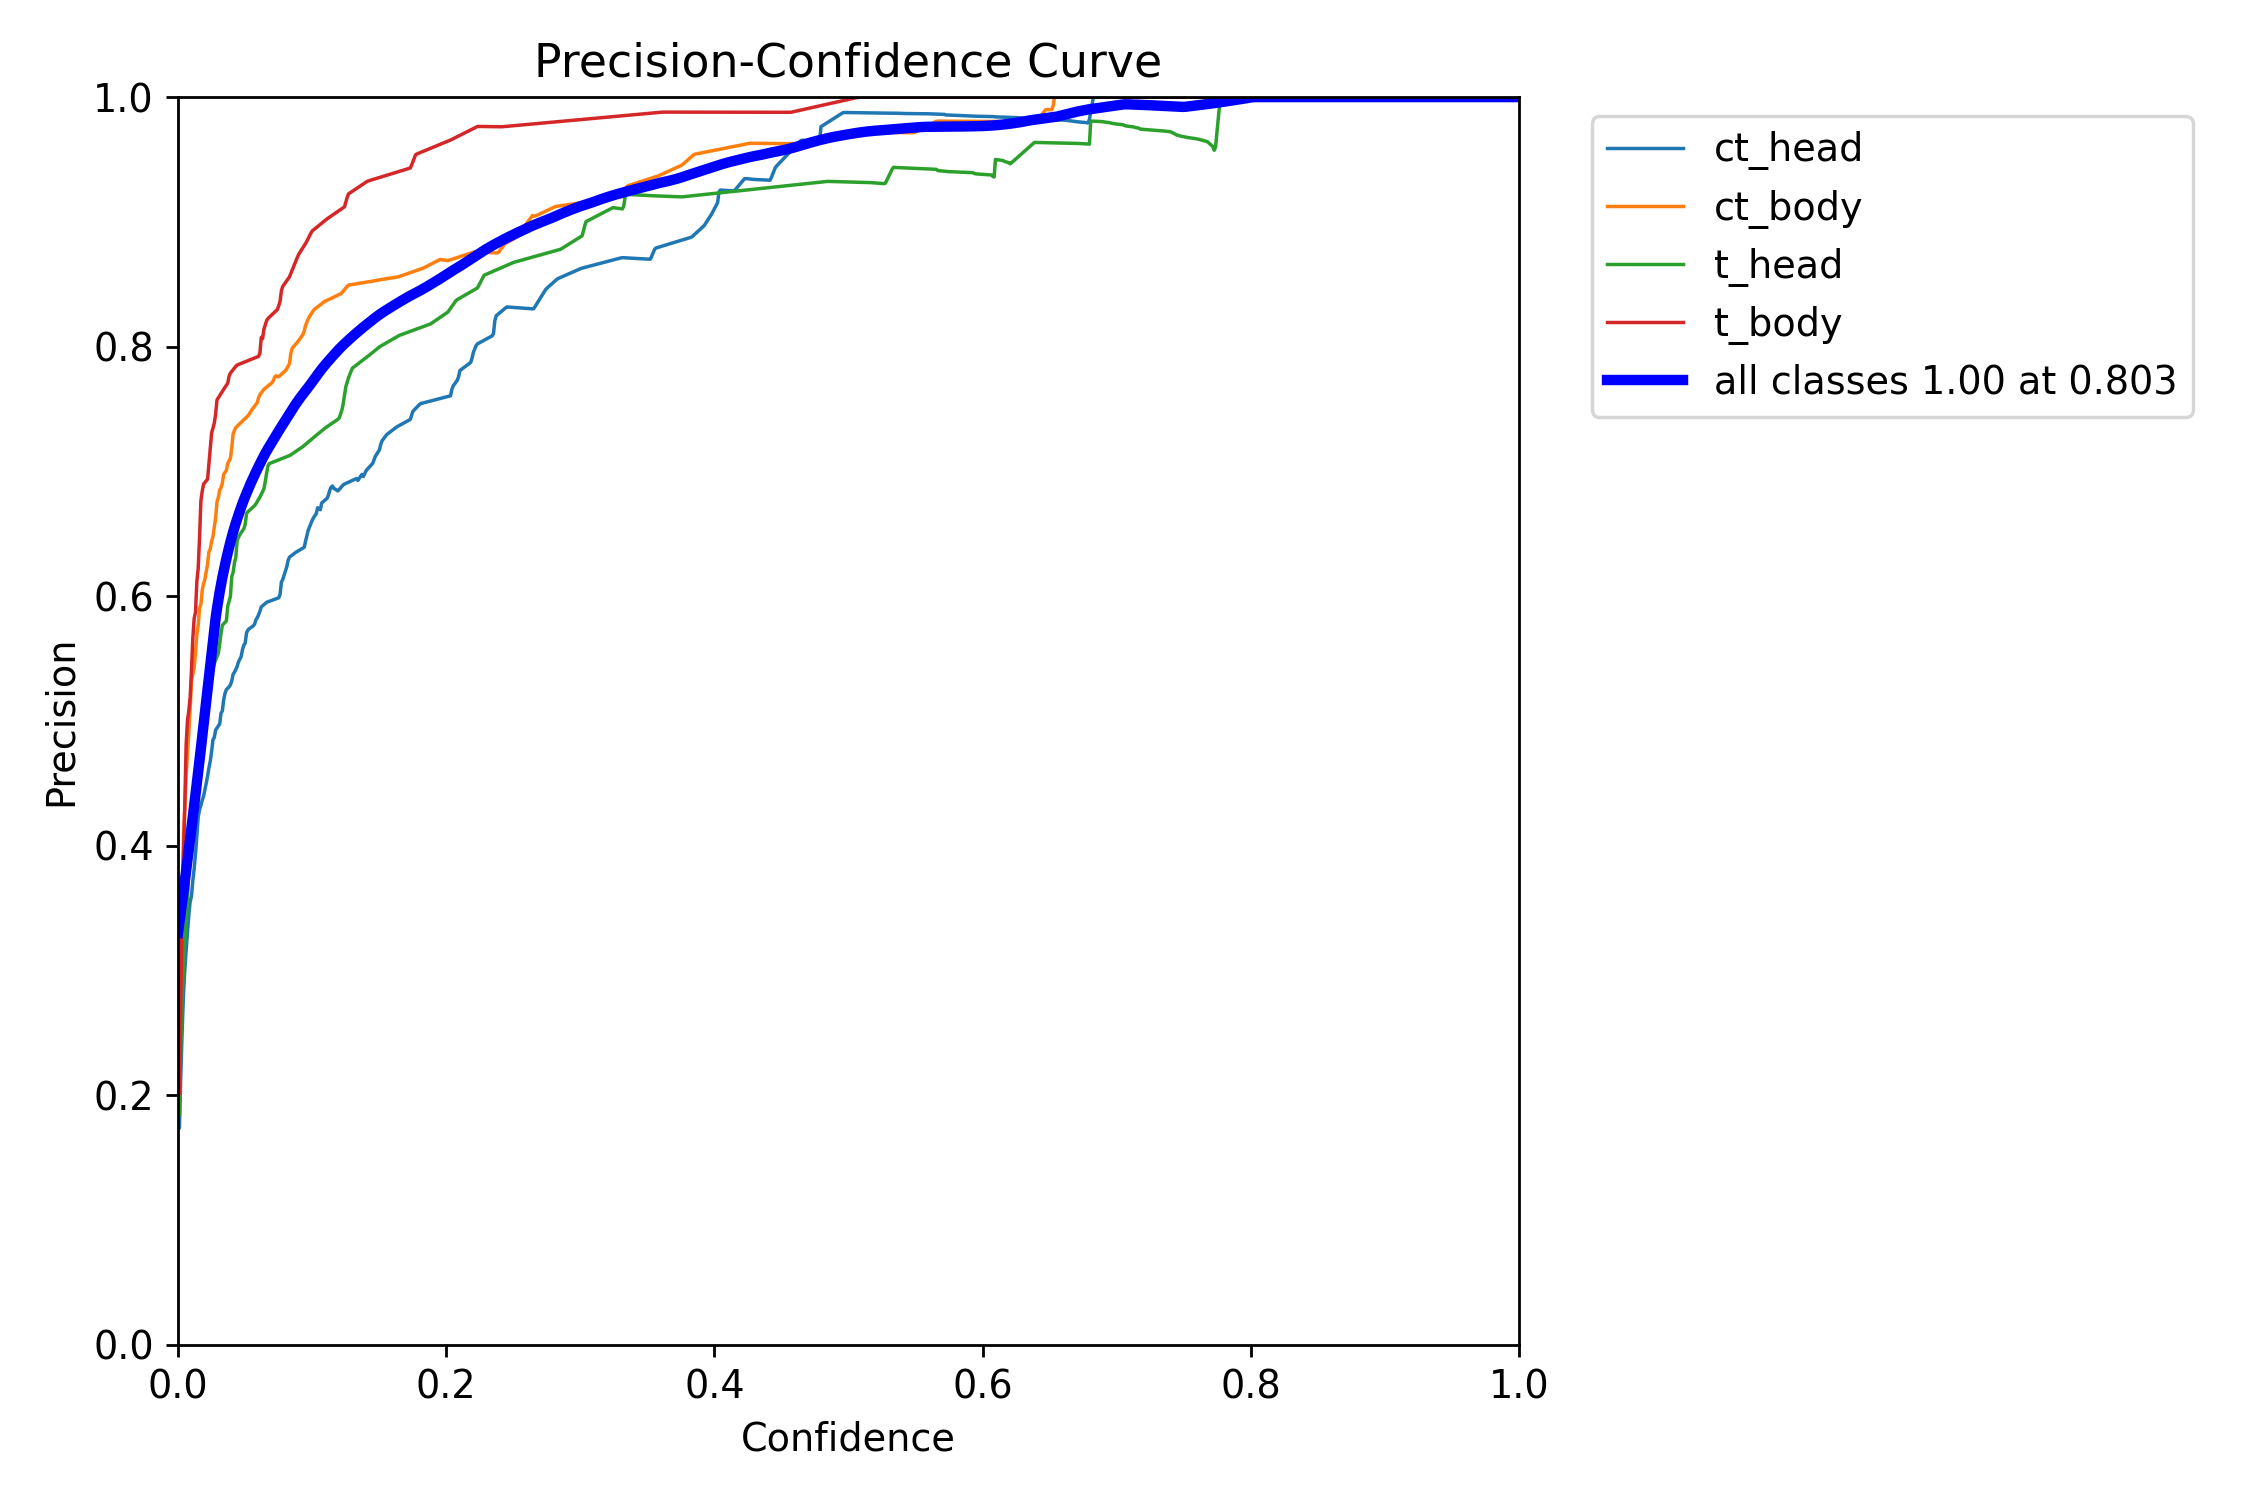 Precision-Confidence Curve
1.0
0.8
0.6
0.4
0.2
0.0
Precision
0.0 0.2 0.4 0.6 0.8 1.0
Confidence
ct_head
ct_body
t_head
t_body
all classes 1.00 at 0.803